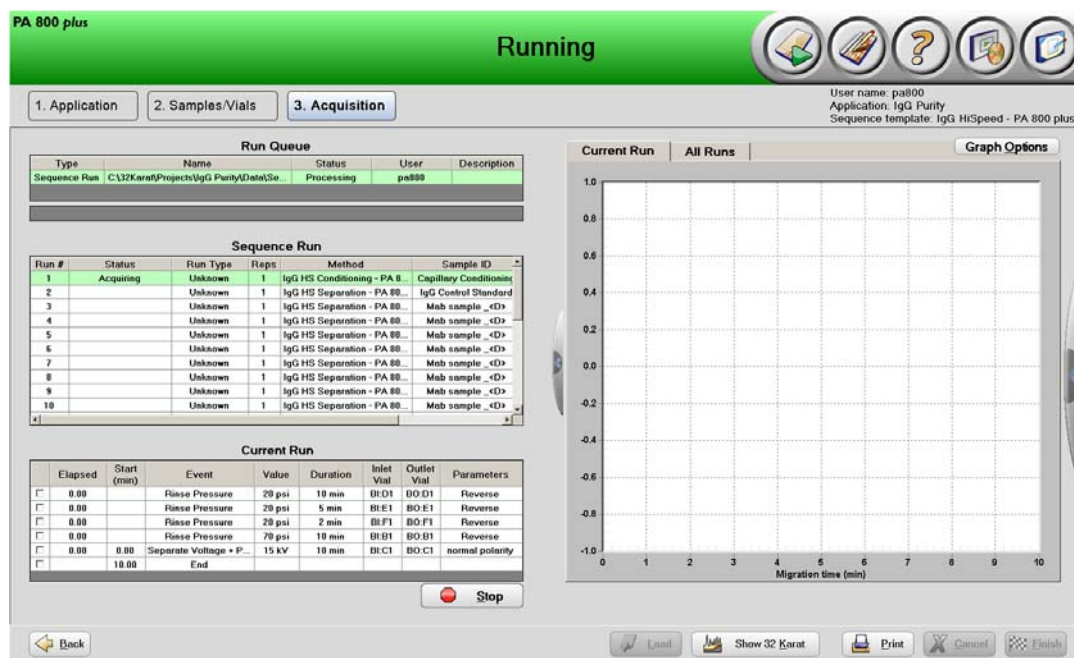 PA 800 plus
Running
1. Application 2. Samples/Vials 3. Acquisition
User name: pa800
Application: IgG Purity
Sequence template: IgG HiSpeed - PA 800 plus
Run Queue
Type Name Status User Description
Sequence Run C:\32Karat\Projects\IgG Purity\Data\Se... Processing pa800
Sequence Run
Run # Status Run Type Reps Method Sample ID
1 Acquiring Unknown 1 IgG HS Conditioning - PA 8... Capillary Conditioning
2 Unknown 1 IgG HS Separation - PA 80... IgG Control Standard
3 Unknown 1 IgG HS Separation - PA 80... Mab sample _<D>
4 Unknown 1 IgG HS Separation - PA 80... Mab sample _<D>
5 Unknown 1 IgG HS Separation - PA 80... Mab sample _<D>
6 Unknown 1 IgG HS Separation - PA 80... Mab sample _<D>
7 Unknown 1 IgG HS Separation - PA 80... Mab sample _<D>
8 Unknown 1 IgG HS Separation - PA 80... Mab sample _<D>
9 Unknown 1 IgG HS Separation - PA 80... Mab sample _<D>
10 Unknown 1 IgG HS Separation - PA 80... Mab sample _<D>
Current Run
Elapsed Start (min) Event Value Duration Inlet Vial Outlet Vial Parameters
0.00 Rinse Pressure 20 psi 10 min BI:D1 BO:D1 Reverse
0.00 Rinse Pressure 20 psi 5 min BI:E1 BO:E1 Reverse
0.00 Rinse Pressure 20 psi 2 min BI:F1 BO:F1 Reverse
0.00 Rinse Pressure 70 psi 10 min BI:B1 BO:B1 Reverse
0.00 0.00 Separate Voltage + P... 15 kV 10 min BI:C1 BO:C1 normal polarity
10.00 End
Stop
Current Run All Runs Graph Options
1.0
0.8
0.6
0.4
0.2
0.0
-0.2
-0.4
-0.6
-0.8
-1.0
0 1 2 3 4 5 6 7 8 9 10
Migration time (min)
Back Load Show 32 Karat Print Cancel Finish